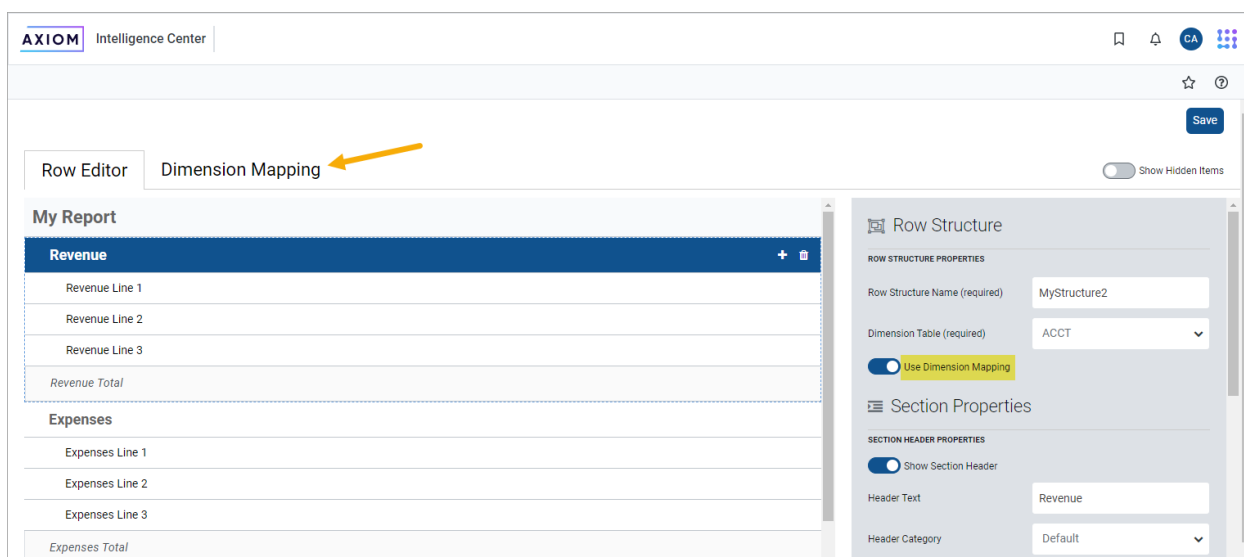 AXIOM Intelligence Center
CA
Save
Row Editor
Dimension Mapping
Show Hidden Items
My Report
Revenue
Revenue Line 1
Revenue Line 2
Revenue Line 3
Revenue Total
Expenses
Expenses Line 1
Expenses Line 2
Expenses Line 3
Expenses Total
Row Structure
ROW STRUCTURE PROPERTIES
Row Structure Name (required) MyStructure2
Dimension Table (required) ACCT
Use Dimension Mapping
Section Properties
SECTION HEADER PROPERTIES
Show Section Header
Header Text Revenue
Header Category Default